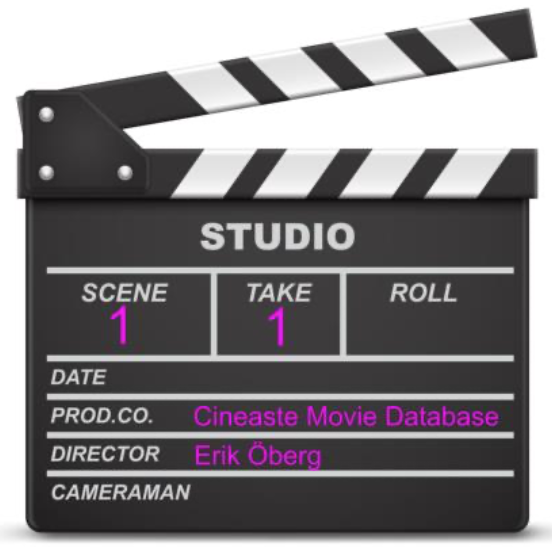 STUDIO
SCENE TAKE ROLL
1 1
DATE
PROD.CO. Cineaste Movie Database
DIRECTOR Erik Öberg
CAMERAMAN